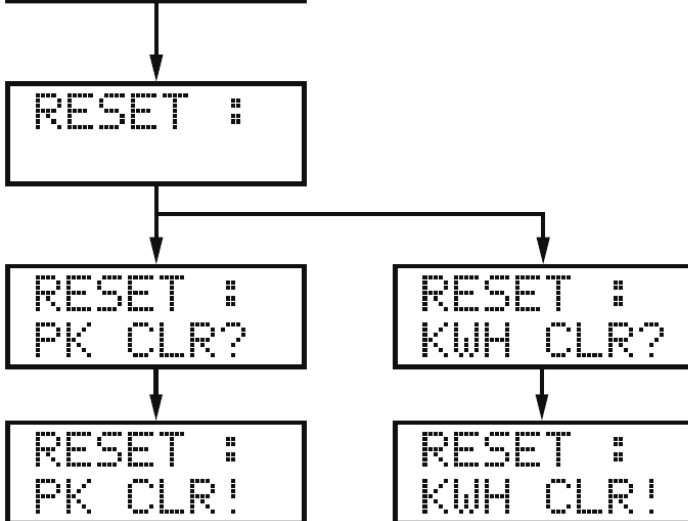 RESET :
RESET :
PK CLR?
RESET :
KWH CLR?
RESET :
PK CLR!
RESET :
KWH CLR!